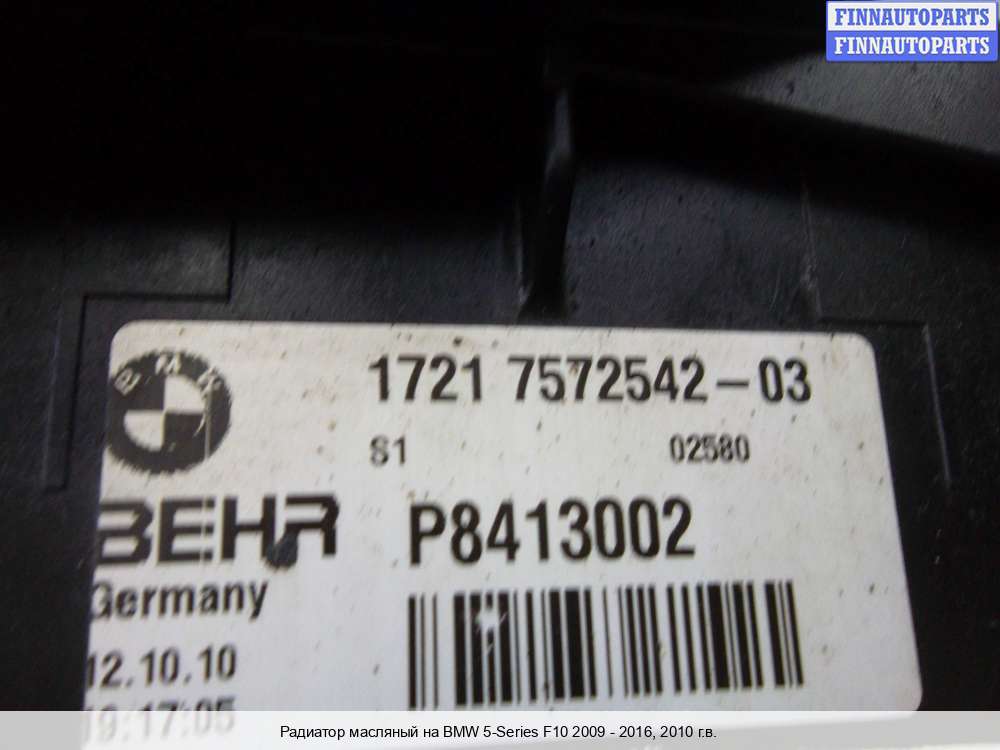 FINNAUTOPARTS
FINNAUTOPARTS
BMW
1721 7572542-03
S1 02580
BEHR P8413002
Germany
12.10.10
19:17:05
Радиатор масляный на BMW 5-Series F10 2009 - 2016, 2010 г.в.